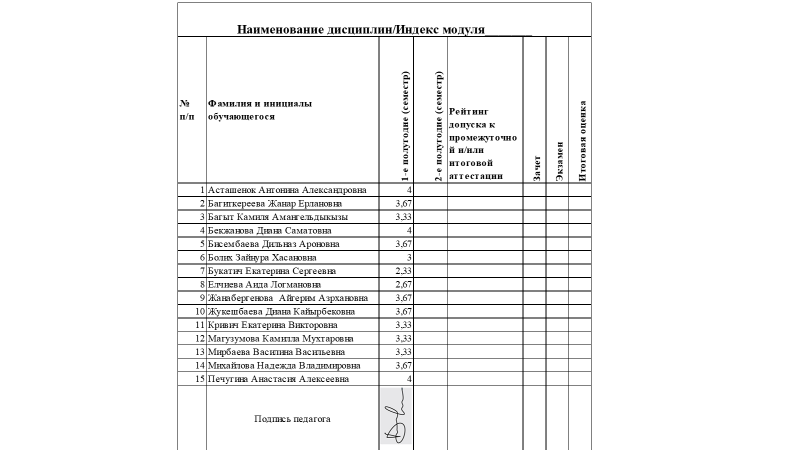 Наименование дисциплин/Индекс модуля_______
№ п/п Фамилия и инициалы обучающегося 1-е полугодие (семестр) 2-е полугодие (семестр) Рейтинг допуска к промежуточной и/или итоговой аттестации Зачет Экзамен Итоговая оценка
1 Асташенок Антонина Александровна 4
2 Багиткереева Жанар Ерлановна 3,67
3 Багыт Камиля Амангельдыкызы 3,33
4 Бекжанова Диана Саматовна 4
5 Бисембаева Дильназ Ароновна 3,67
6 Болих Зайнура Хасановна 3
7 Букатич Екатерина Сергеевна 2,33
8 Елчиева Аида Логмановна 2,67
9 Жанабергенова Айгерим Азрхановна 3,67
10 Жукешбаева Диана Кайырбековна 3,67
11 Кривич Екатерина Викторовна 3,33
12 Магузумова Камилла Мухтаровна 3,33
13 Мирбаева Василина Васильевна 3,33
14 Михайлова Надежда Владимировна 3,67
15 Печугина Анастасия Алексеевна 4
Подпись педагога